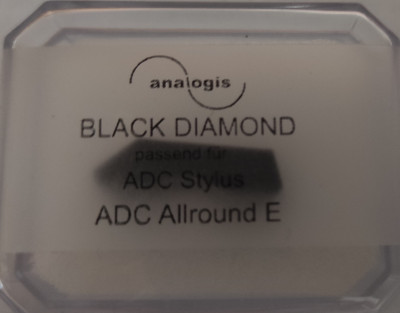 analogis
BLACK DIAMOND
passend für
ADC Stylus
ADC Allround E